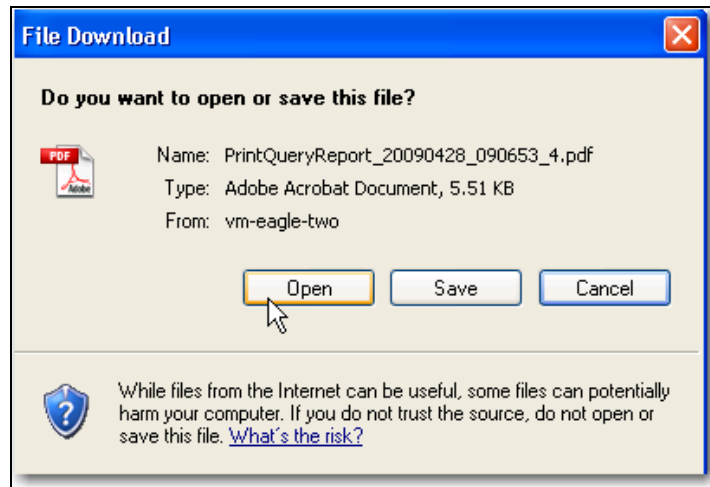 File Download
Do you want to open or save this file?
PDF
Adobe
Name: PrintQueryReport_20090428_090653_4.pdf
Type: Adobe Acrobat Document, 5.51 KB
From: vm-eagle-two
Open Save Cancel
While files from the Internet can be useful, some files can potentially
harm your computer. If you do not trust the source, do not open or
save this file. What's the risk?